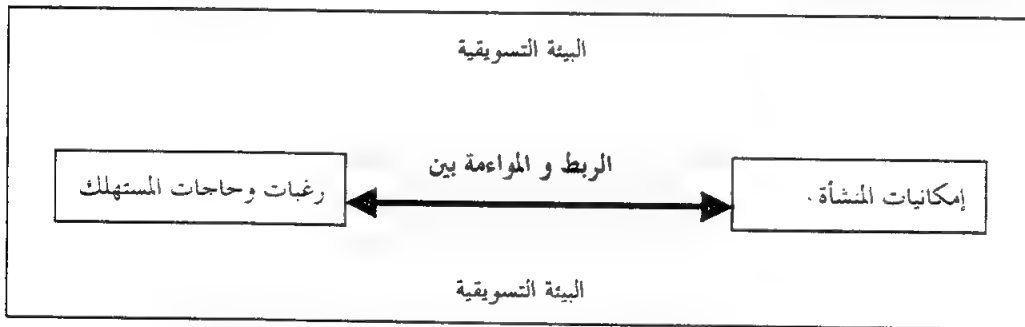 البيئة التسويقية
الربط و المواءمة بين
إمكانيات المنشأة .
رغبات وحاجات المستهلك
البيئة التسويقية